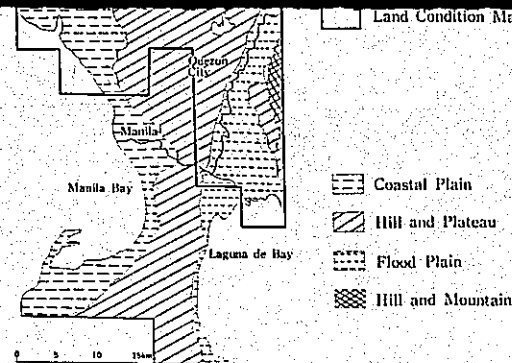 Land Condition Ma
Quezon
City
Manila
Manila Bay
Laguna de Bay
Coastal Plain
Hill and Plateau
Flood Plain
Hill and Mountain
0 5 10